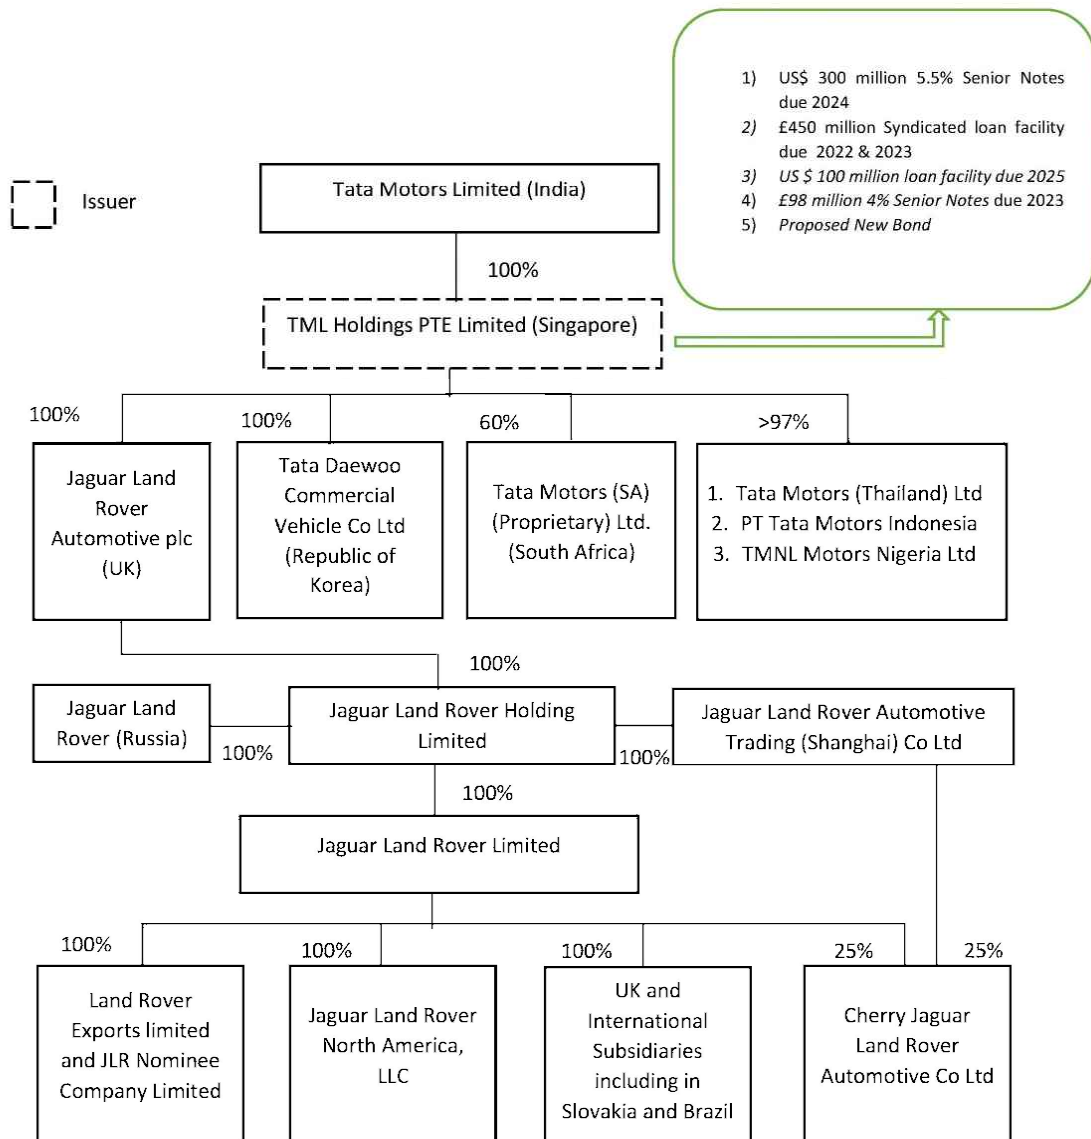 1) US$ 300 million 5.5% Senior Notes
due 2024
2) £450 million Syndicated loan facility
due 2022 & 2023
3) US $ 100 million loan facility due 2025
4) £98 million 4% Senior Notes due 2023
5) Proposed New Bond
Issuer
Tata Motors Limited (India)
100%
TML Holdings PTE Limited (Singapore)
100%
100%
60%
>97%
Jaguar Land
Rover
Automotive plc
(UK)
Tata Daewoo
Commercial
Vehicle Co Ltd
(Republic of
Korea)
Tata Motors (SA)
(Proprietary) Ltd.
(South Africa)
1. Tata Motors (Thailand) Ltd
2. PT Tata Motors Indonesia
3. TMNL Motors Nigeria Ltd
100%
Jaguar Land
Rover (Russia)
100%
Jaguar Land Rover Holding
Limited
100%
Jaguar Land Rover Automotive
Trading (Shanghai) Co Ltd
100%
Jaguar Land Rover Limited
100%
100%
100%
25%
25%
Land Rover
Exports limited
and JLR Nominee
Company Limited
Jaguar Land Rover
North America,
LLC
UK and
International
Subsidiaries
including in
Slovakia and Brazil
Cherry Jaguar
Land Rover
Automotive Co Ltd